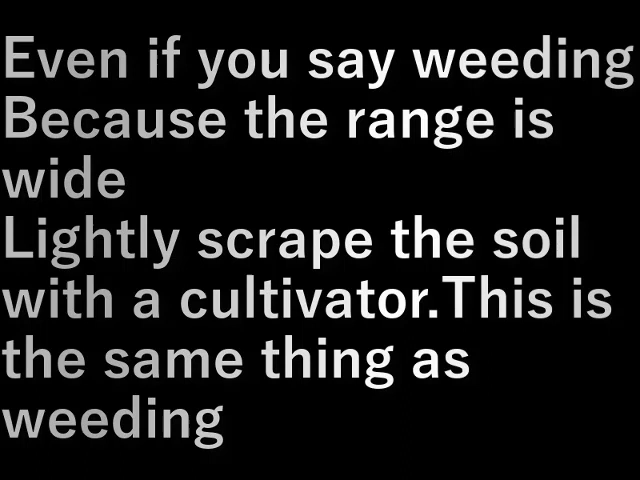 Even if you say weeding
Because the range is
wide
Lightly scrape the soil
with a cultivator.This is
the same thing as
weeding